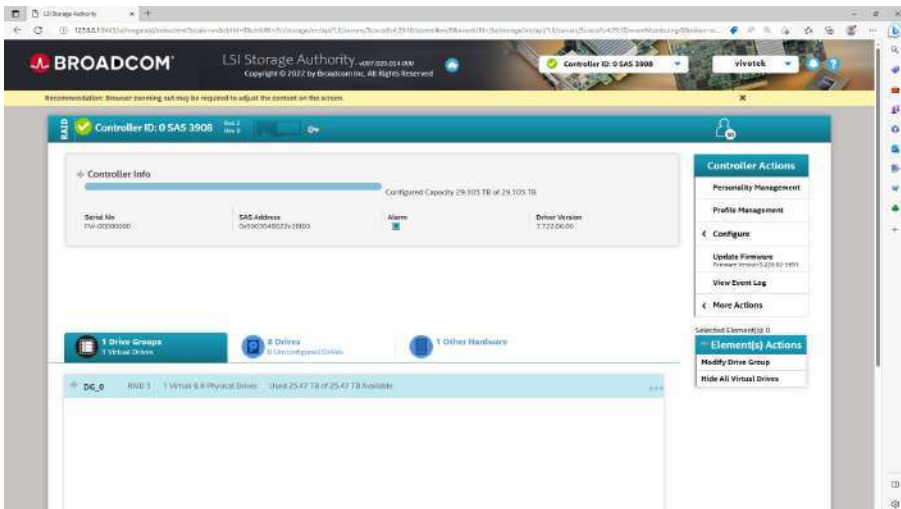 LSI Storage Authority
BROADCOM
LSI Storage Authority
Copyright © 2022 by Broadcom Inc. All Rights Reserved
Controller ID: 0 SAS 3908
vivotek
Recommendation: Browser zooming out may be required to adjust the content on the screen.
RAID
Controller ID: 0 SAS 3908
Controller Info
Configured Capacity 29.105 TB of 29.105 TB
Serial No
SAS Address
Alarm
Driver Version
FW-00000000
Controller Actions
Personality Management
Profile Management
Configure
Update Firmware
View Event Log
More Actions
1 Drive Groups
1 Virtual Drives
8 Drives
0 Unconfigured Drives
1 Other Hardware
Selected Element(s): 0
Element(s) Actions
Modify Drive Group
Hide All Virtual Drives
DG_0 RAID 5 1 Virtual & 8 Physical Drives Used 25.47 TB of 25.47 TB Available